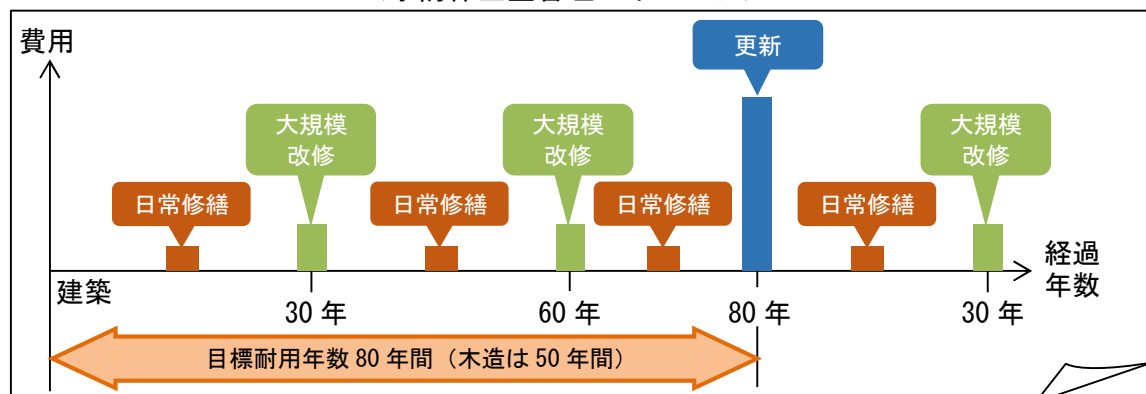 費用
更新
大規模
改修
大規模
改修
大規模
改修
日常修繕
日常修繕
日常修繕
日常修繕
経過
年数
建築
30 年
60 年
80 年
30 年
目標耐用年数 80 年間（木造は 50 年間）